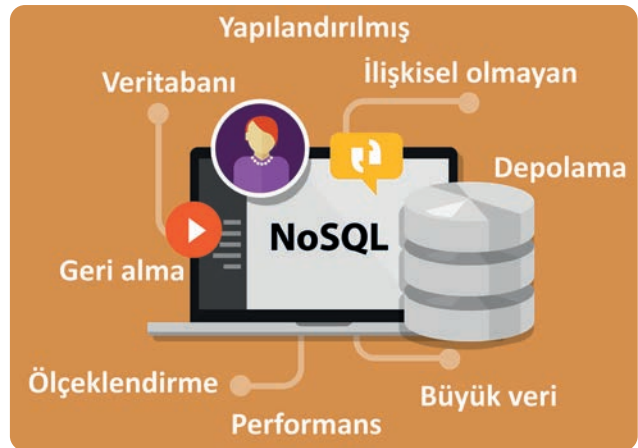 Yapılandırılmış
Veritabanı
İlişkisel olmayan
Depolama
NoSQL
Geri alma
Ölçeklendirme
Büyük veri
Performans